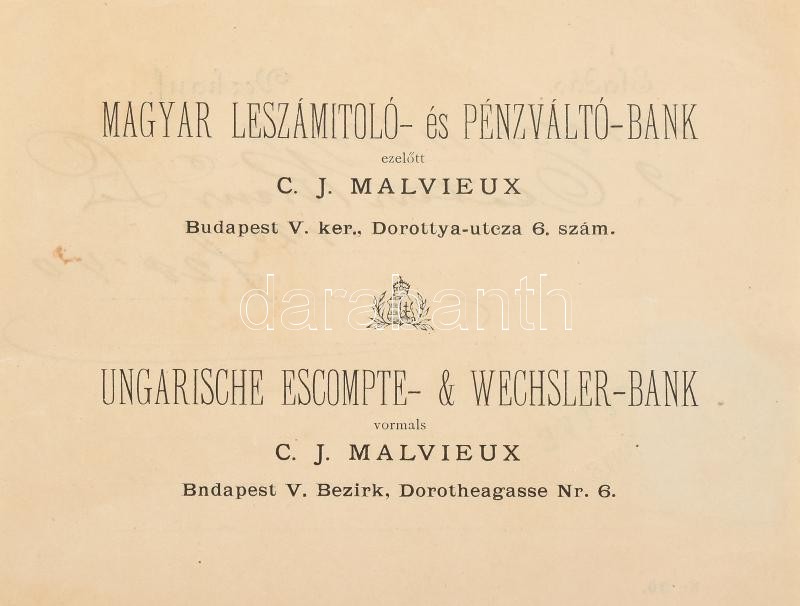 MAGYAR LESZÁMITOLÓ- és PÉNZVÁLTÓ-BANK
ezelőtt
C. J. MALVIEUX
Budapest V. ker., Dorottya-utcza 6. szám.
darabanth
UNGARISCHE ESCOMPTE- & WECHSLER-BANK
vormals
C. J. MALVIEUX
Bndapest V. Bezirk, Dorotheagasse Nr. 6.